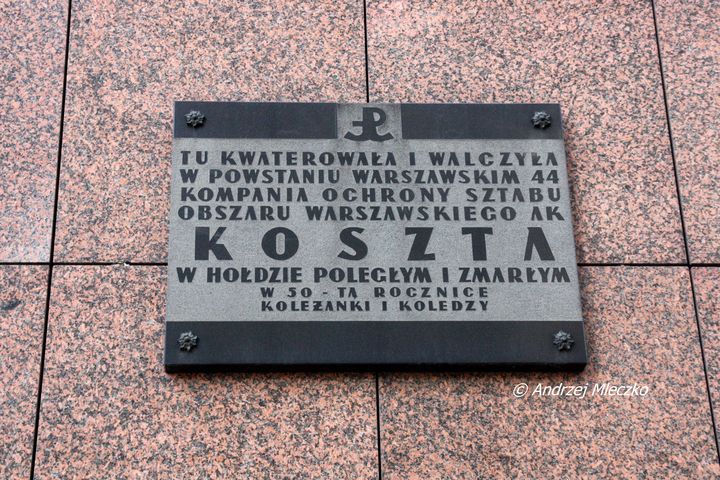 TU KWATEROWAŁA I WALCZYŁA
W POWSTANIU WARSZAWSKIM 44
KOMPANIA OCHRONY SZTABU
OBSZARU WARSZAWSKIEGO AK
KOSZTA
W HOŁDZIE POLEGŁYM I ZMARŁYM
W 50-TĄ ROCZNICĘ
KOLEŻANKI I KOLEDZY
© Andrzej Mleczko